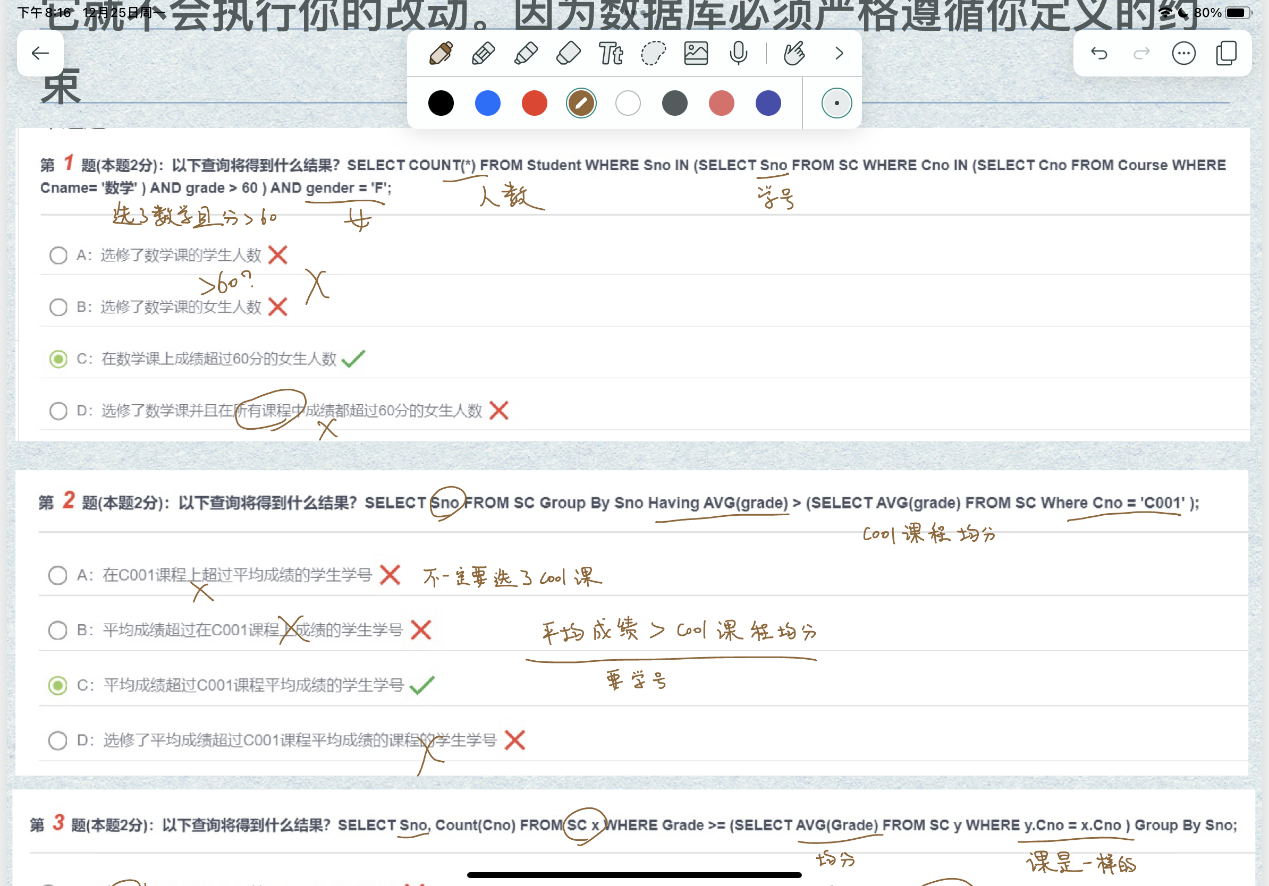 它就不会执行你的改动。因为数据库必须严格遵循你定义的约
下午8:16 12月25日周一
80%
束
Tt
第 1 题(本题2分)：以下查询将得到什么结果？SELECT COUNT(*) FROM Student WHERE Sno IN (SELECT Sno FROM SC WHERE Cno IN (SELECT Cno FROM Course WHERE
Cname= '数学' ) AND grade > 60 ) AND gender = 'F';
人数
学号
选了数学且分>60
女
A：选修了数学课的学生人数
>60?
B：选修了数学课的女生人数
C：在数学课上成绩超过60分的女生人数
D：选修了数学课并且在所有课程中成绩都超过60分的女生人数
第 2 题(本题2分)：以下查询将得到什么结果？SELECT Sno FROM SC Group By Sno Having AVG(grade) > (SELECT AVG(grade) FROM SC Where Cno = 'C001' );
C001课程均分
A：在C001课程上超过平均成绩的学生学号
不一定要选了C001课
B：平均成绩超过在C001课程上成绩的学生学号
平均成绩 > C001课程均分
要学号
C：平均成绩超过C001课程平均成绩的学生学号
D：选修了平均成绩超过C001课程平均成绩的课程的学生学号
第 3 题(本题2分)：以下查询将得到什么结果？SELECT Sno, Count(Cno) FROM SC x WHERE Grade >= (SELECT AVG(Grade) FROM SC y WHERE y.Cno = x.Cno ) Group By Sno;
均分
课是一样的